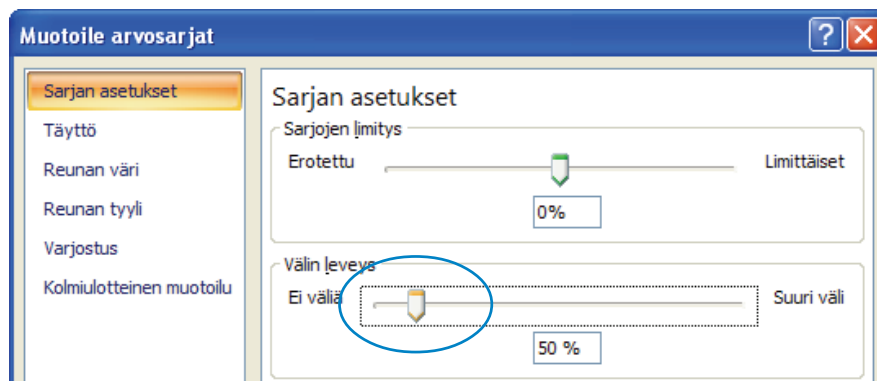 Muotoile arvosarjat
?
Sarjan asetukset
Täyttö
Reunan väri
Reunan tyyli
Varjostus
Kolmiulotteinen muotoilu
Sarjan asetukset
Sarjojen limitys
Erotettu Limittäiset
0%
Välin leveys
Ei väliä Suuri väli
50 %